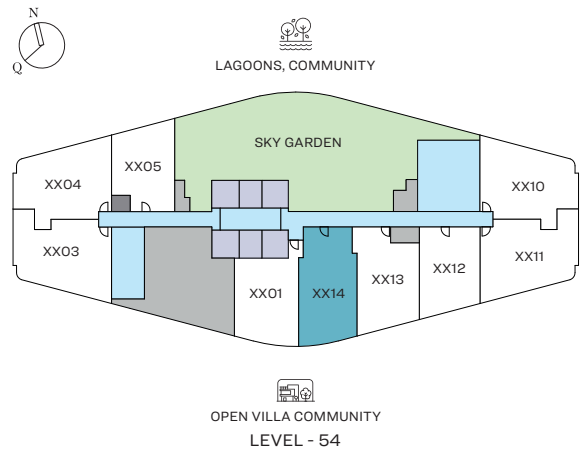 N
Q
LAGOONS, COMMUNITY
SKY GARDEN
XX05
XX04
XX10
XX03
XX01
XX14
XX13
XX12
XX11
OPEN VILLA COMMUNITY
LEVEL - 54